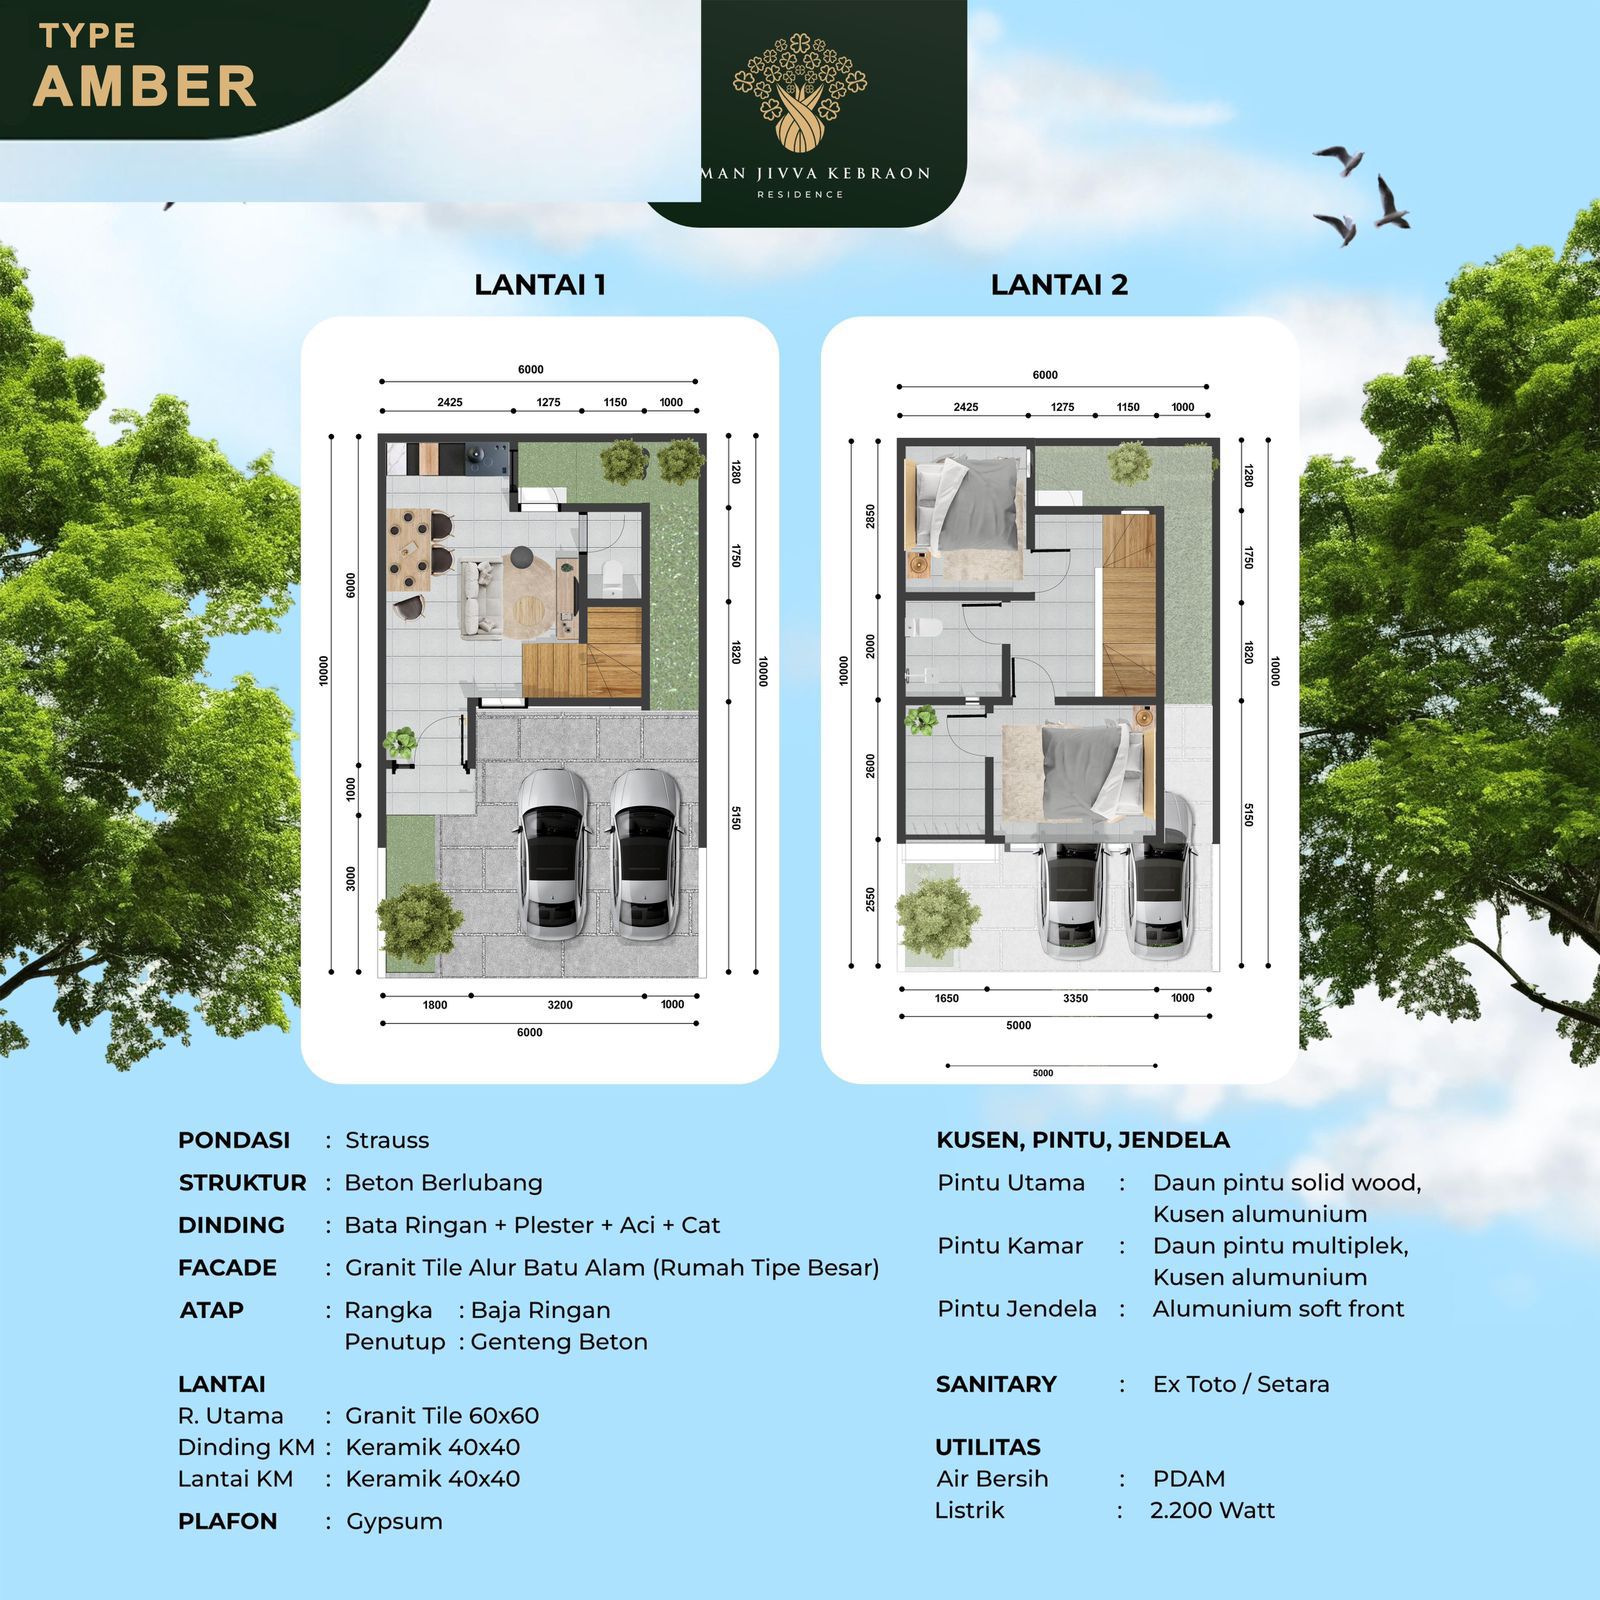 TYPE
AMBER
MAN JIVVA KEBRAON
RESIDENCE
LANTAI 1
LANTAI 2
6000
2425 1275 1150 1000
10000
6000
1000
3000
1280
1750
1820
5150
10000
1800 3200 1000
6000
6000
2425 1275 1150 1000
10000
2850
2000
2600
2550
1280
1750
1820
5150
10000
1650 3350 1000
5000
5000
PONDASI : Strauss
STRUKTUR : Beton Berlubang
DINDING : Bata Ringan + Plester + Aci + Cat
FACADE : Granit Tile Alur Batu Alam (Rumah Tipe Besar)
ATAP : Rangka : Baja Ringan
Penutup : Genteng Beton
LANTAI
R. Utama : Granit Tile 60x60
Dinding KM : Keramik 40x40
Lantai KM : Keramik 40x40
PLAFON : Gypsum
KUSEN, PINTU, JENDELA
Pintu Utama : Daun pintu solid wood,
Kusen alumunium
Pintu Kamar : Daun pintu multiplek,
Kusen alumunium
Pintu Jendela : Alumunium soft front
SANITARY : Ex Toto / Setara
UTILITAS
Air Bersih : PDAM
Listrik : 2.200 Watt